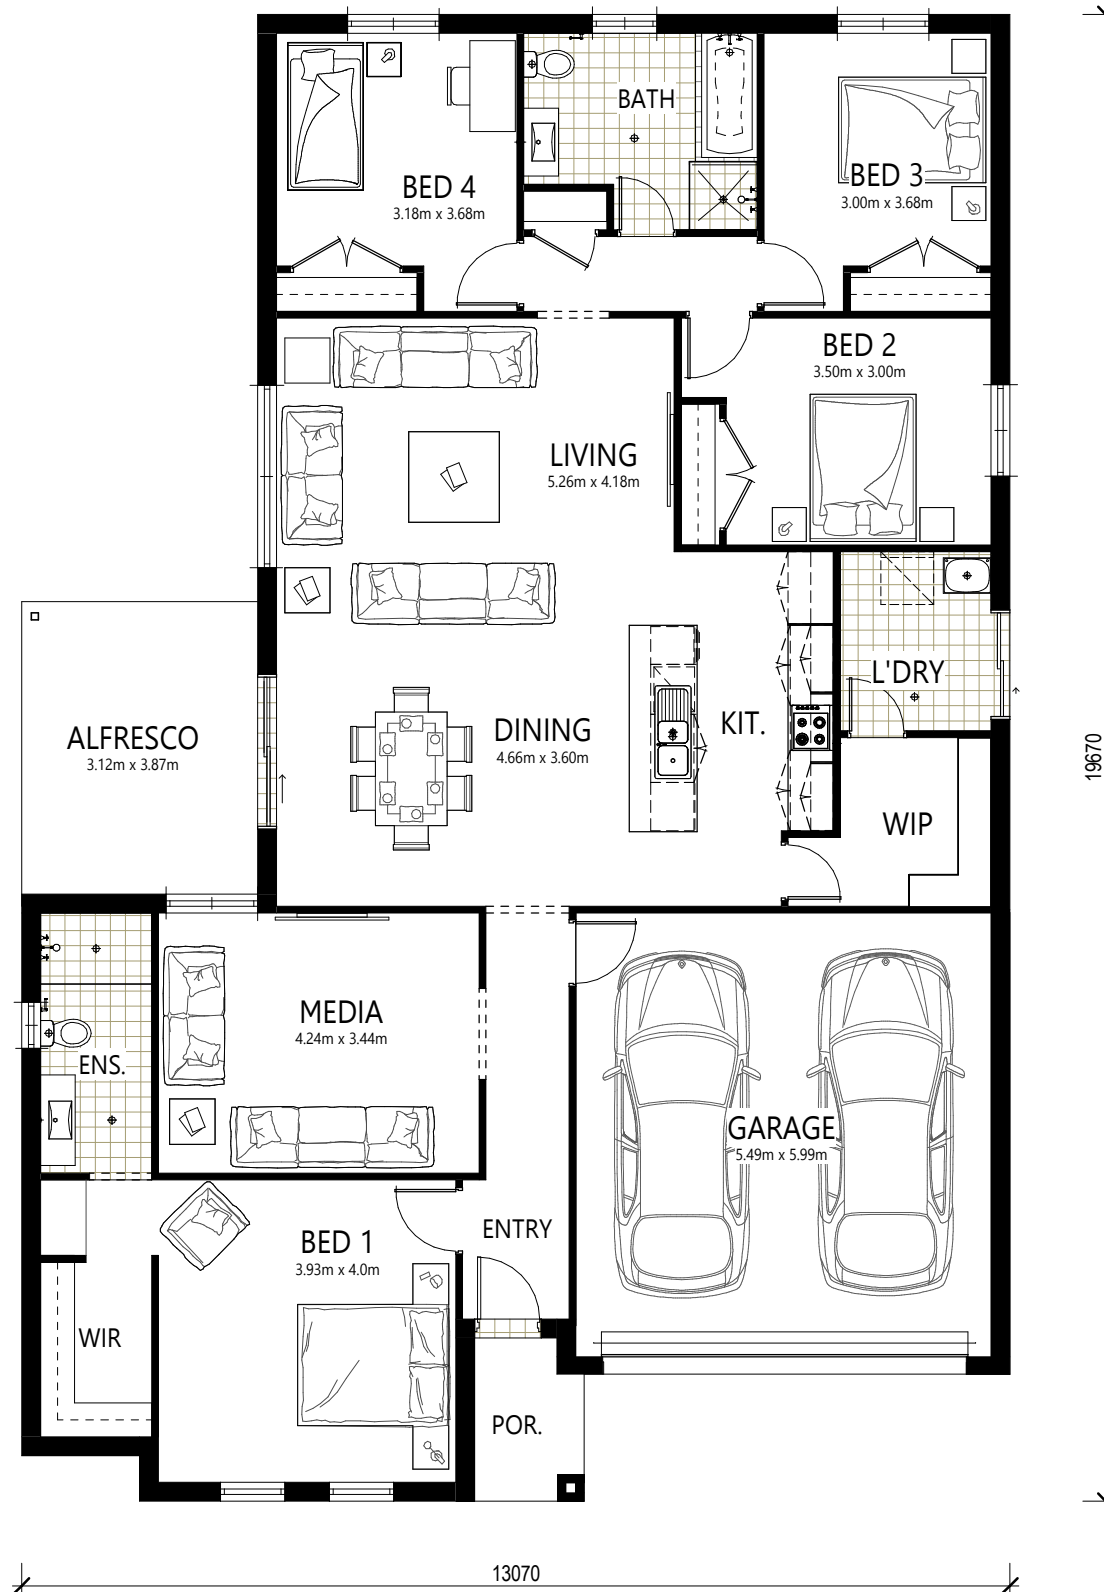 BATH
BED 4
3.18m x 3.68m
BED 3
3.00m x 3.68m
BED 2
3.50m x 3.00m
LIVING
5.26m x 4.18m
L'DRY
DINING
4.66m x 3.60m
KIT.
ALFRESCO
3.12m x 3.87m
19670
WIP
MEDIA
4.24m x 3.44m
ENS.
GARAGE
5.49m x 5.99m
ENTRY
BED 1
3.93m x 4.0m
WIR
POR.
13070